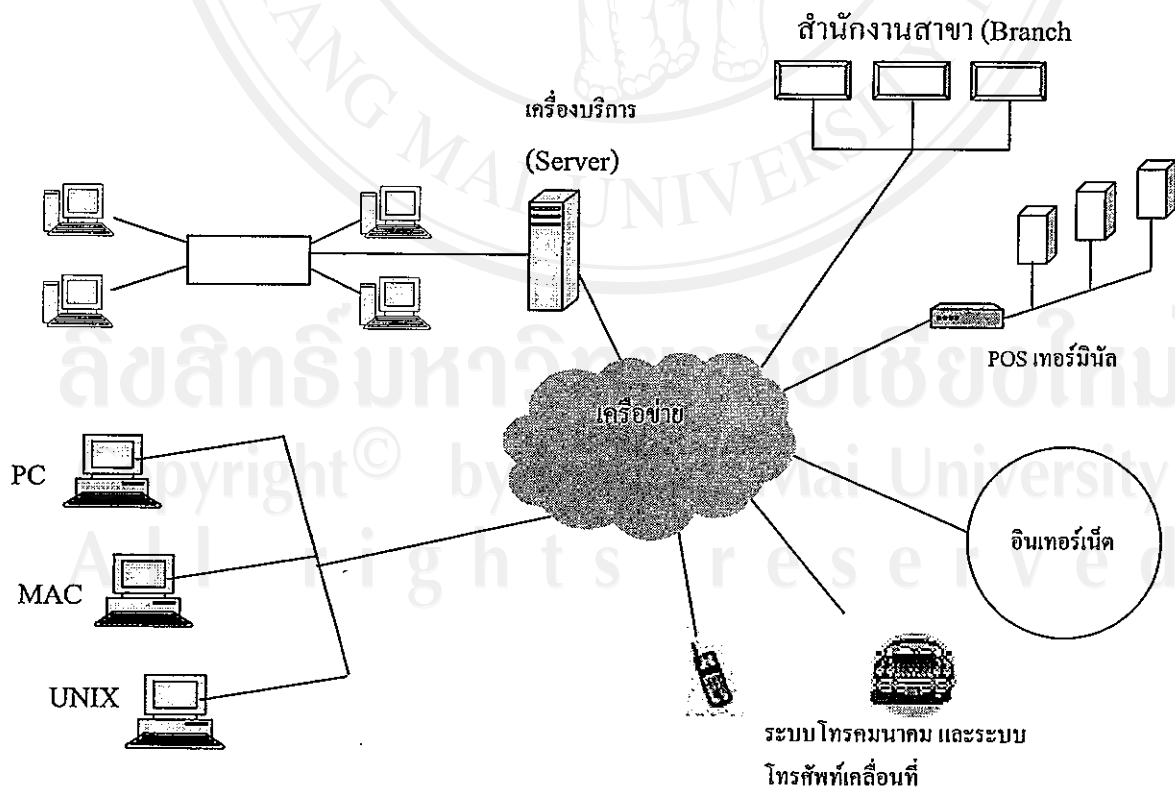 สำนักงานสาขา (Branch
เครื่องบริการ
(Server)
POS เทอร์มินัล
เครือข่าย
PC
MAC
UNIX
อินเทอร์เน็ต
ระบบโทรคมนาคม และระบบ
โทรศัพท์เคลื่อนที่
ANG MAI UNIVERSITY
ลิขสิทธิ์มหาวิทยาลัยเชียงใหม่
Copyright © by Chiang Mai University
All rights reserved